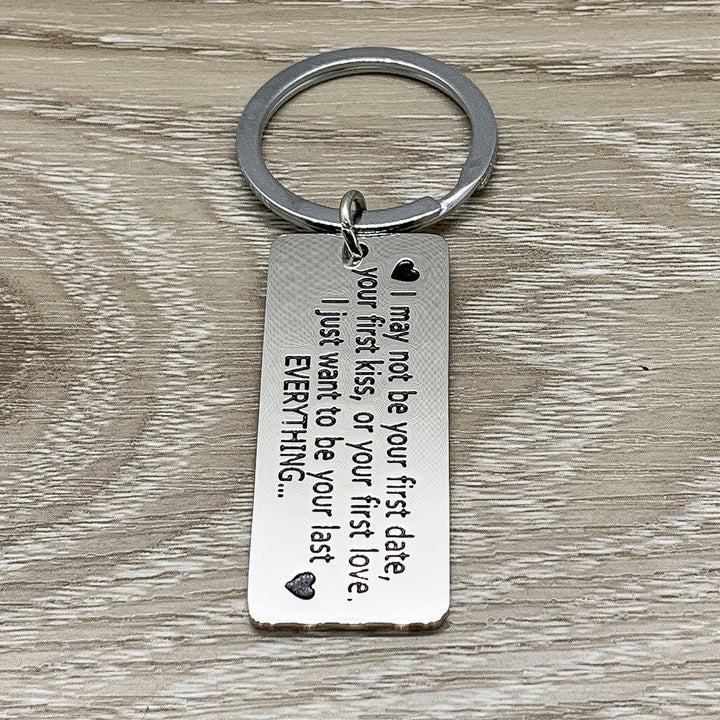 I may not be your first date,
your first kiss, or your first love.
I just want to be your last
EVERYTHING...